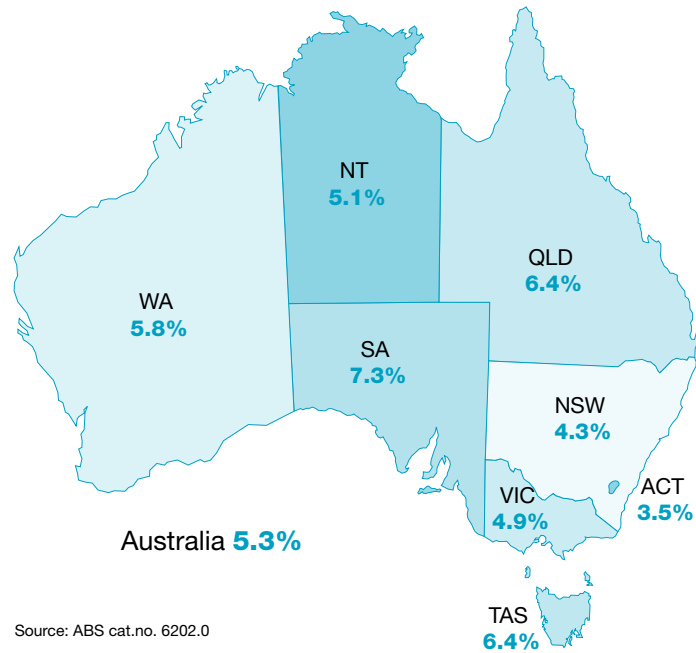 NT
5.1%
QLD
6.4%
WA
5.8%
SA
7.3%
NSW
4.3%
VIC
4.9%
ACT
3.5%
Australia 5.3%
TAS
6.4%
Source: ABS cat.no. 6202.0